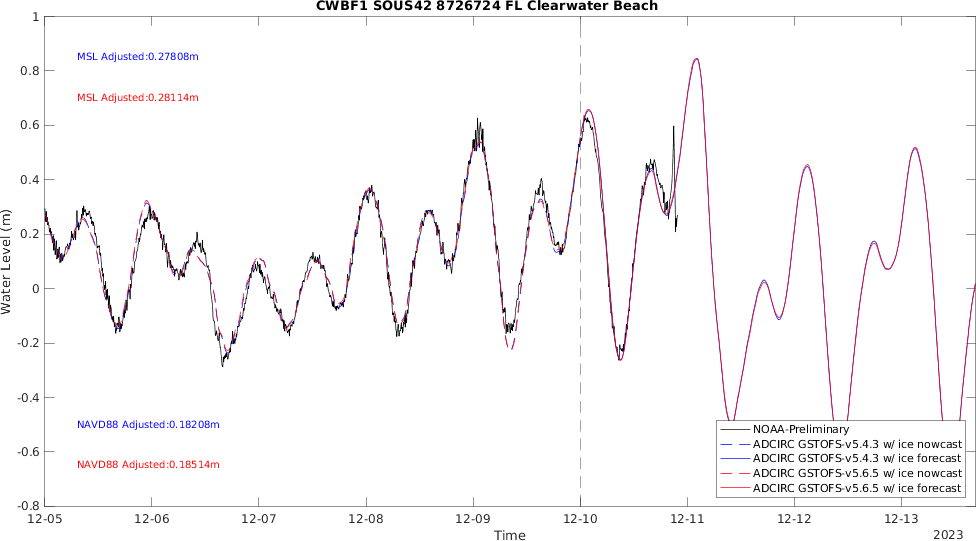 CWBF1 SOUS42 8726724 FL Clearwater Beach
1
0.8
0.6
0.4
0.2
0
-0.2
-0.4
-0.6
-0.8
Water Level (m)
MSL Adjusted:0.27808m
MSL Adjusted:0.28114m
NAVD88 Adjusted:0.18208m
NAVD88 Adjusted:0.18514m
NOAA-Preliminary
ADCIRC GSTOFS-v5.4.3 w/ ice nowcast
ADCIRC GSTOFS-v5.4.3 w/ ice forecast
ADCIRC GSTOFS-v5.6.5 w/ ice nowcast
ADCIRC GSTOFS-v5.6.5 w/ ice forecast
12-05 12-06 12-07 12-08 12-09 12-10 12-11 12-12 12-13
Time
2023